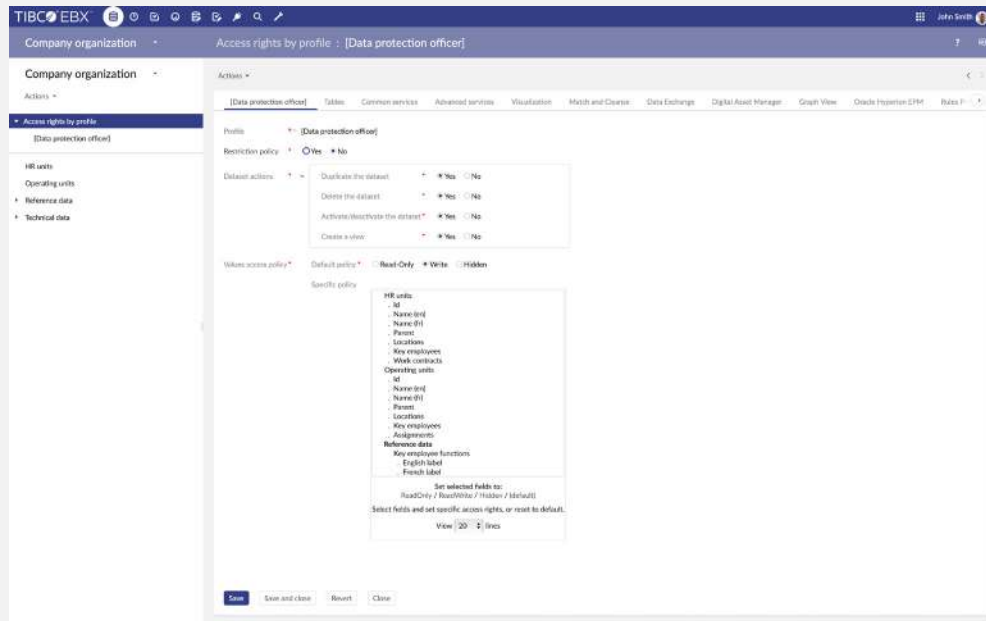 TIBCO EBX
John Smith
Company organization
Access rights by profile : [Data protection officer]
?
Company organization
Actions
Actions
Access rights by profile
[Data protection officer]
HR units
Operating units
Reference data
Technical data
[Data protection officer] Tables Common services Advanced services Visualization Match and Cleanse Data Exchange Digital Asset Manager Graph View Oracle Hyperion EPM Rules
Profile * [Data protection officer]
Restriction policy * Yes No
Dataset actions * Duplicate the dataset * Yes No
Delete the dataset * Yes No
Activate/deactivate the dataset * Yes No
Create a view * Yes No
Values access policy * Default policy * Read-Only Write Hidden
Specific policy
HR units
. Id
. Name (en)
. Name (fr)
. Parent
. Locations
. Key employees
. Work contracts
Operating units
. Id
. Name (en)
. Name (fr)
. Parent
. Locations
. Key employees
. Assignments
Reference data
Key employee functions
. English label
. French label
Set selected fields to:
ReadOnly / ReadWrite / Hidden / (default)
Select fields and set specific access rights, or reset to default.
View 20 lines
Save Save and close Revert Close